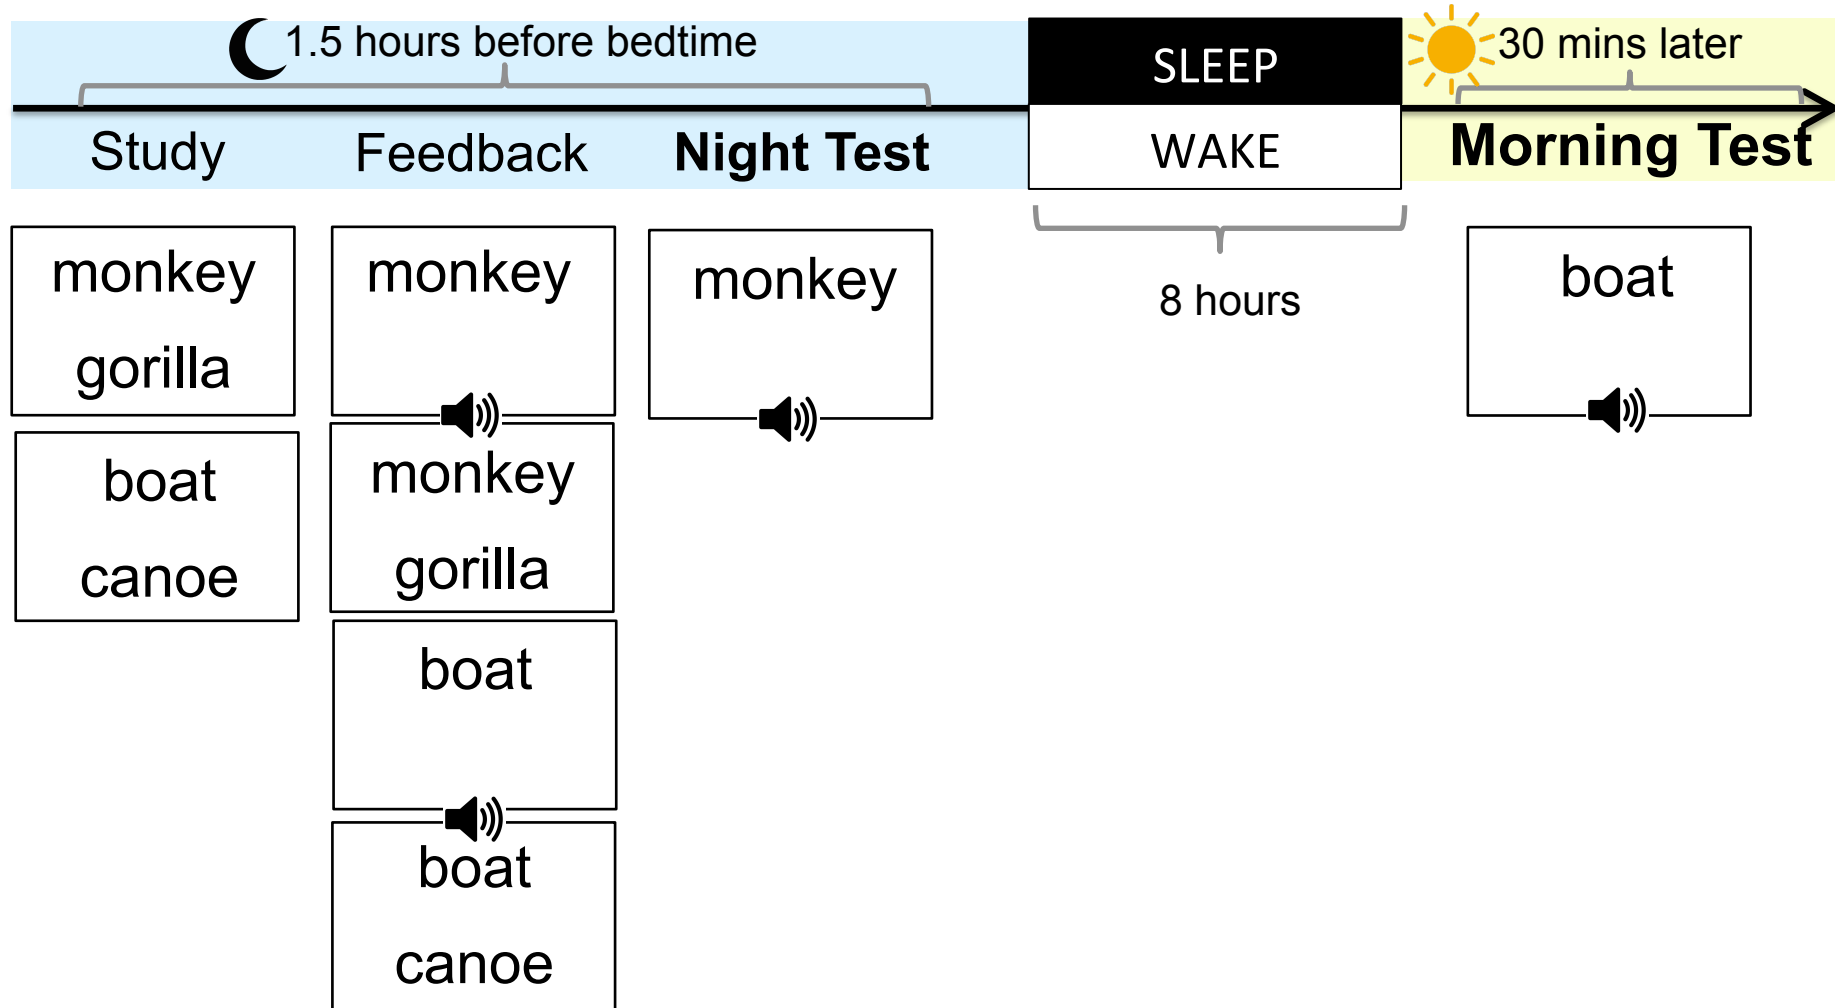 1.5 hours before bedtime
SLEEP
30 mins later
Study
Feedback
Night Test
WAKE
Morning Test
monkey
gorilla
boat
canoe
monkey
monkey
gorilla
boat
boat
canoe
monkey
8 hours
boat